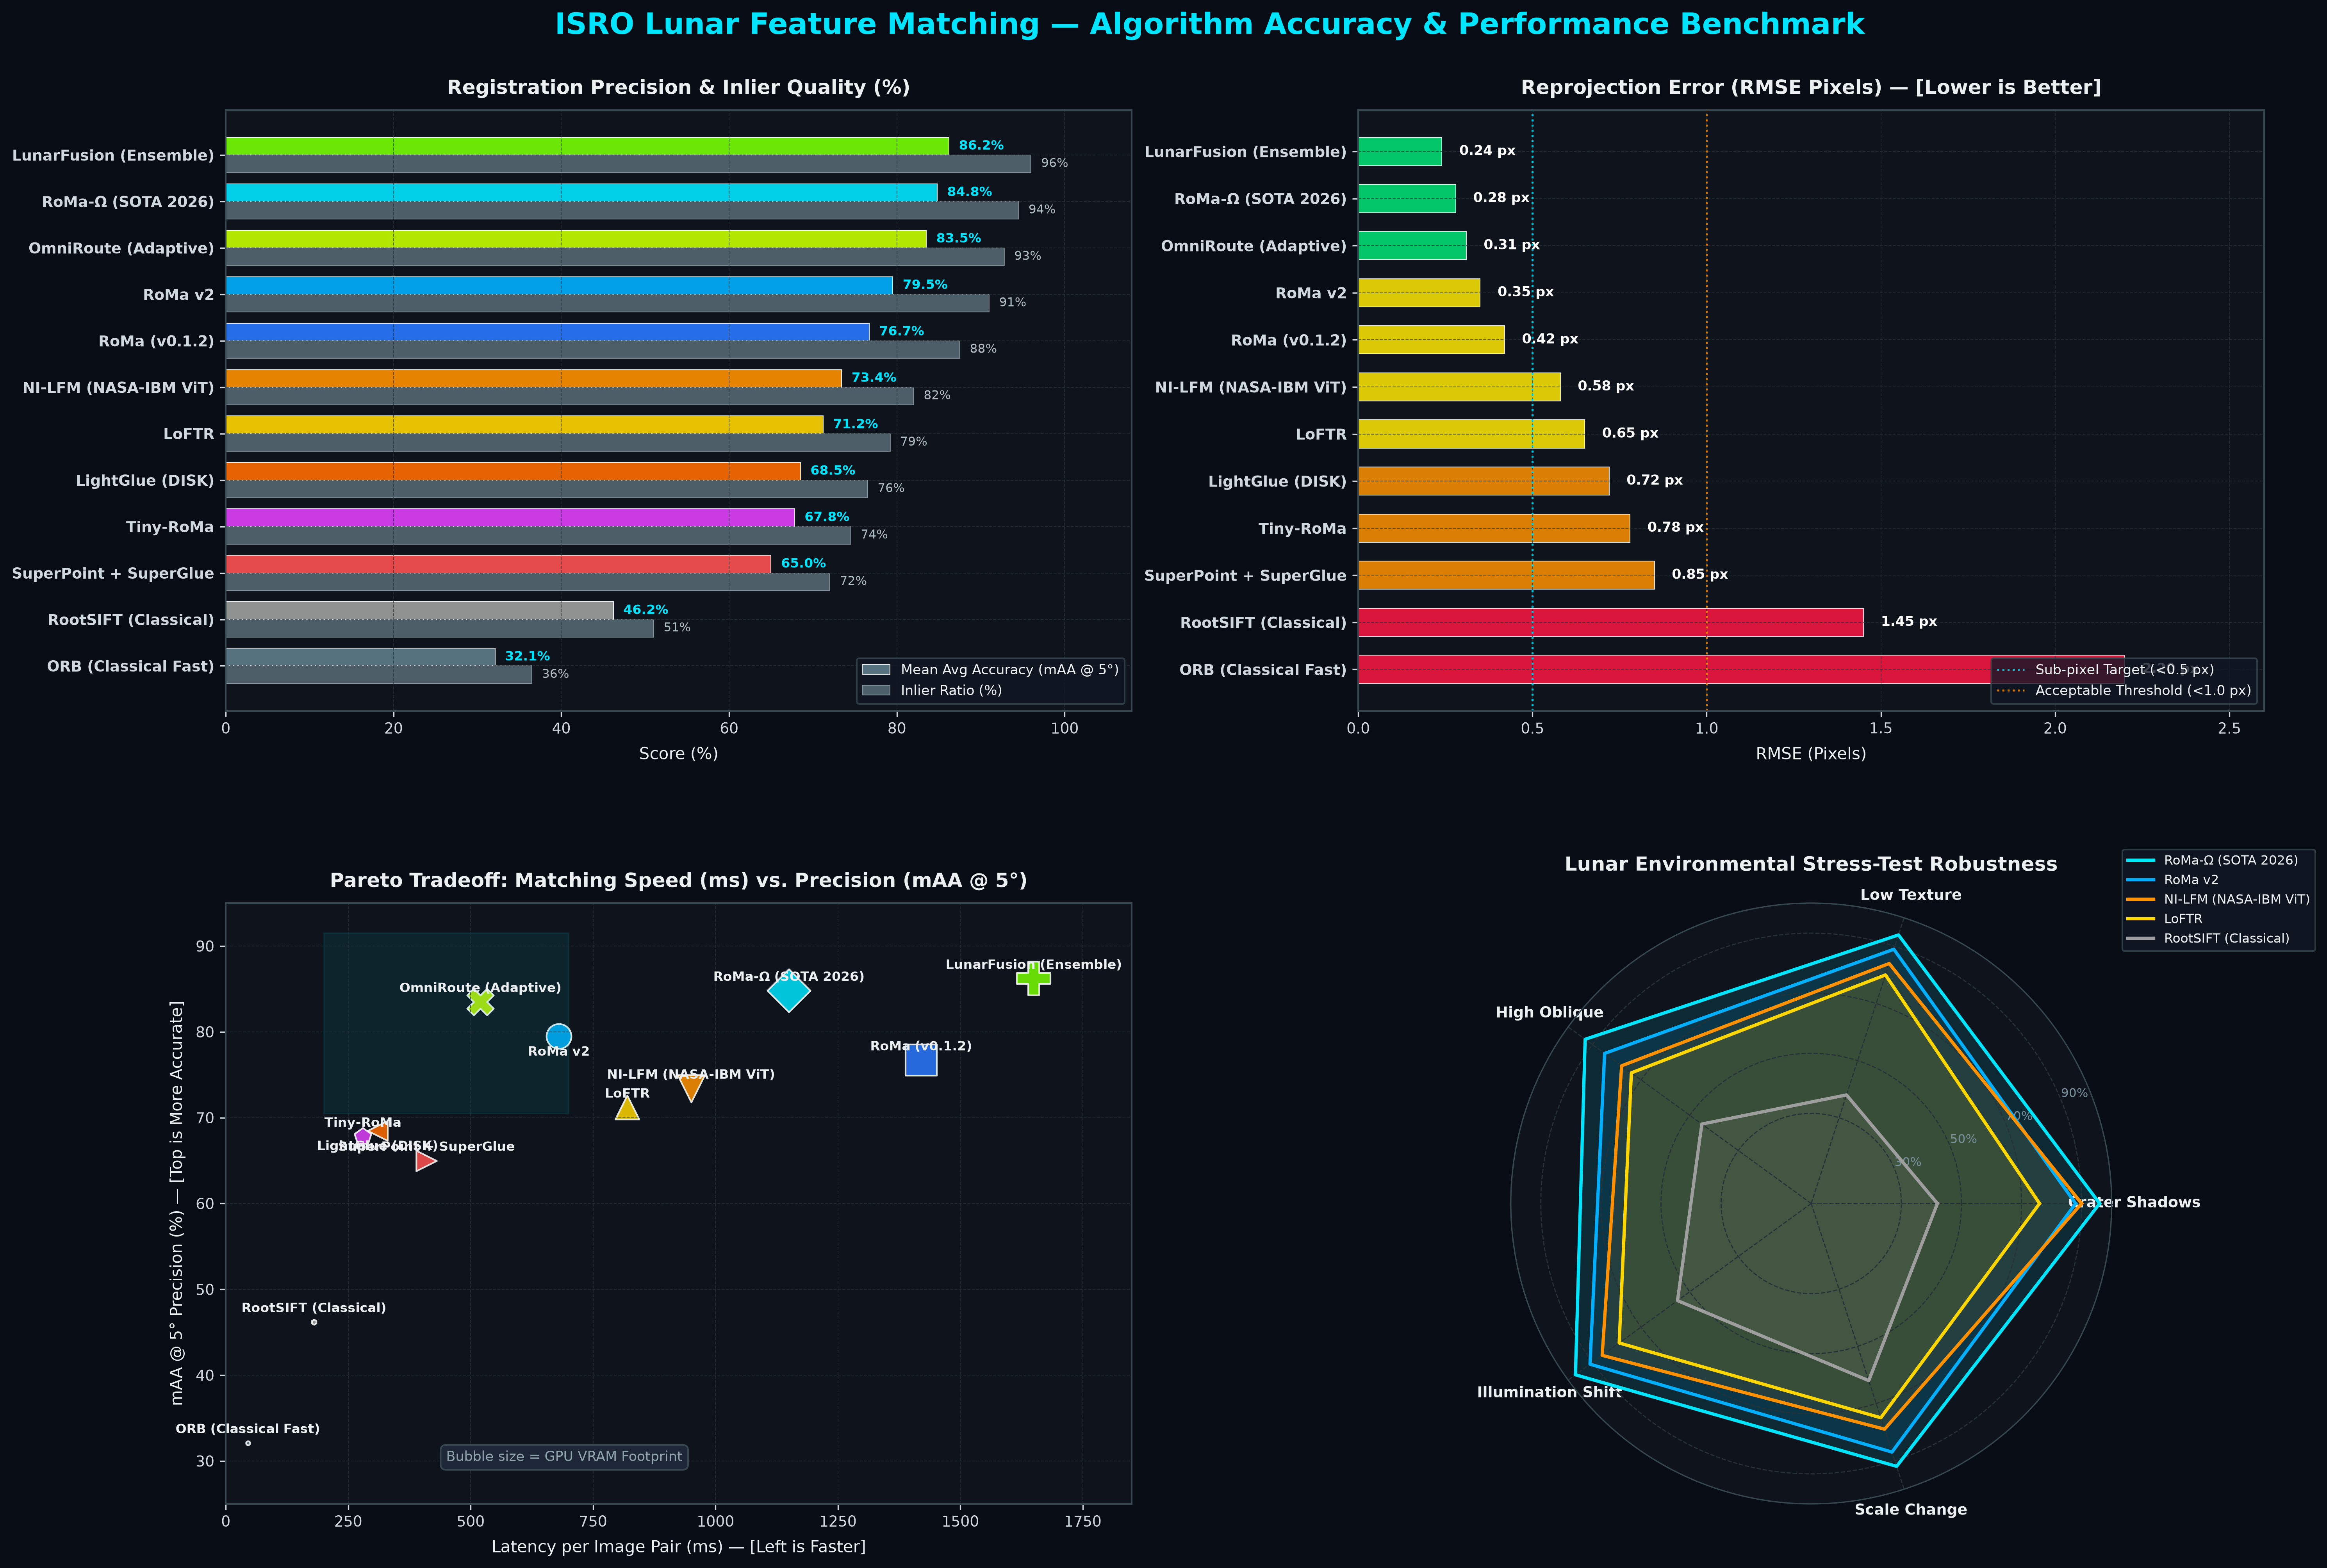 ISRO Lunar Feature Matching — Algorithm Accuracy & Performance Benchmark
Registration Precision & Inlier Quality (%)
LunarFusion (Ensemble)
86.2%
96%
RoMa-Ω (SOTA 2026)
84.8%
94%
OmniRoute (Adaptive)
83.5%
93%
RoMa v2
79.5%
91%
RoMa (v0.1.2)
76.7%
88%
NI-LFM (NASA-IBM ViT)
73.4%
82%
LoFTR
71.2%
79%
LightGlue (DISK)
68.5%
76%
Tiny-RoMa
67.8%
74%
SuperPoint + SuperGlue
65.0%
72%
RootSIFT (Classical)
46.2%
51%
ORB (Classical Fast)
32.1%
36%
Mean Avg Accuracy (mAA @ 5°)
Inlier Ratio (%)
0 20 40 60 80 100
Score (%)
Reprojection Error (RMSE Pixels) — [Lower is Better]
LunarFusion (Ensemble)
0.24 px
RoMa-Ω (SOTA 2026)
0.28 px
OmniRoute (Adaptive)
0.31 px
RoMa v2
0.35 px
RoMa (v0.1.2)
0.42 px
NI-LFM (NASA-IBM ViT)
0.58 px
LoFTR
0.65 px
LightGlue (DISK)
0.72 px
Tiny-RoMa
0.78 px
SuperPoint + SuperGlue
0.85 px
RootSIFT (Classical)
1.45 px
ORB (Classical Fast)
Sub-pixel Target (<0.5 px)
Acceptable Threshold (<1.0 px)
0.0 0.5 1.0 1.5 2.0 2.5
RMSE (Pixels)
Pareto Tradeoff: Matching Speed (ms) vs. Precision (mAA @ 5°)
mAA @ 5° Precision (%) — [Top is More Accurate]
90
80
70
60
50
40
30
LunarFusion (Ensemble)
RoMa-Ω (SOTA 2026)
OmniRoute (Adaptive)
RoMa v2
RoMa (v0.1.2)
NI-LFM (NASA-IBM ViT)
LoFTR
Tiny-RoMa
LightGlue (DISK)
SuperPoint + SuperGlue
RootSIFT (Classical)
ORB (Classical Fast)
Bubble size = GPU VRAM Footprint
0 250 500 750 1000 1250 1500 1750
Latency per Image Pair (ms) — [Left is Faster]
Lunar Environmental Stress-Test Robustness
RoMa-Ω (SOTA 2026)
RoMa v2
NI-LFM (NASA-IBM ViT)
LoFTR
RootSIFT (Classical)
Low Texture
High Oblique
90%
70%
50%
30%
Crater Shadows
Illumination Shift
Scale Change